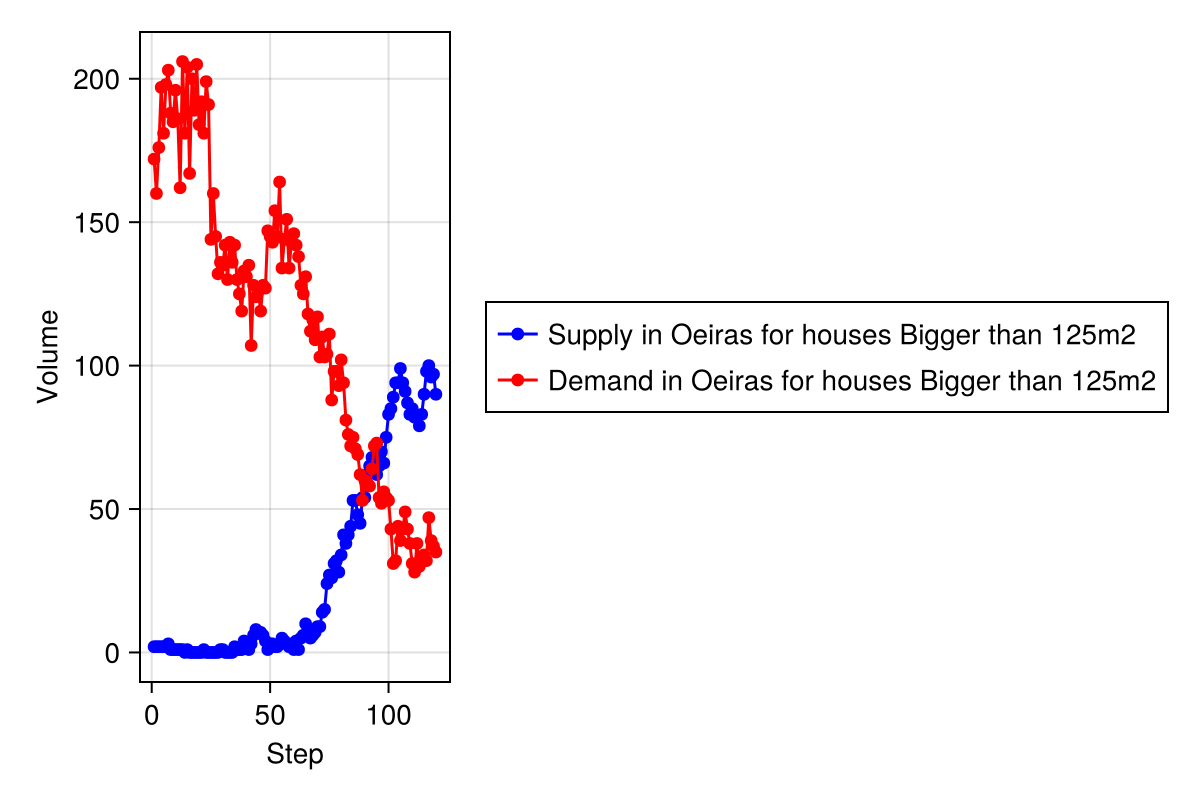 200
150
100
50
0
Volume
0 50 100
Step
Supply in Oeiras for houses Bigger than 125m2
Demand in Oeiras for houses Bigger than 125m2